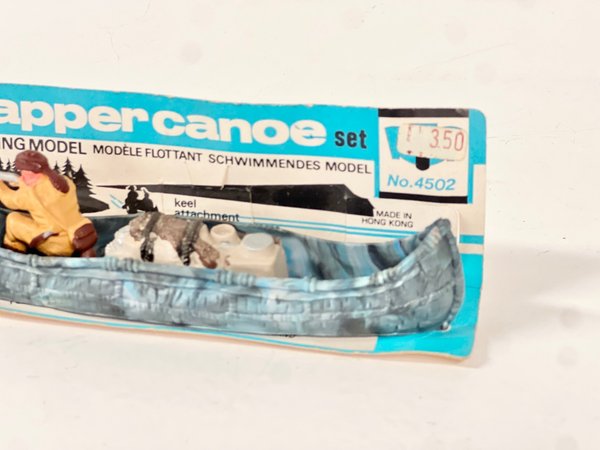 apper canoe set
3.50
NG MODEL MODÈLE FLOTTANT SCHWIMMENDES MODEL
No.4502
keel
attachment
MADE IN
HONG KONG